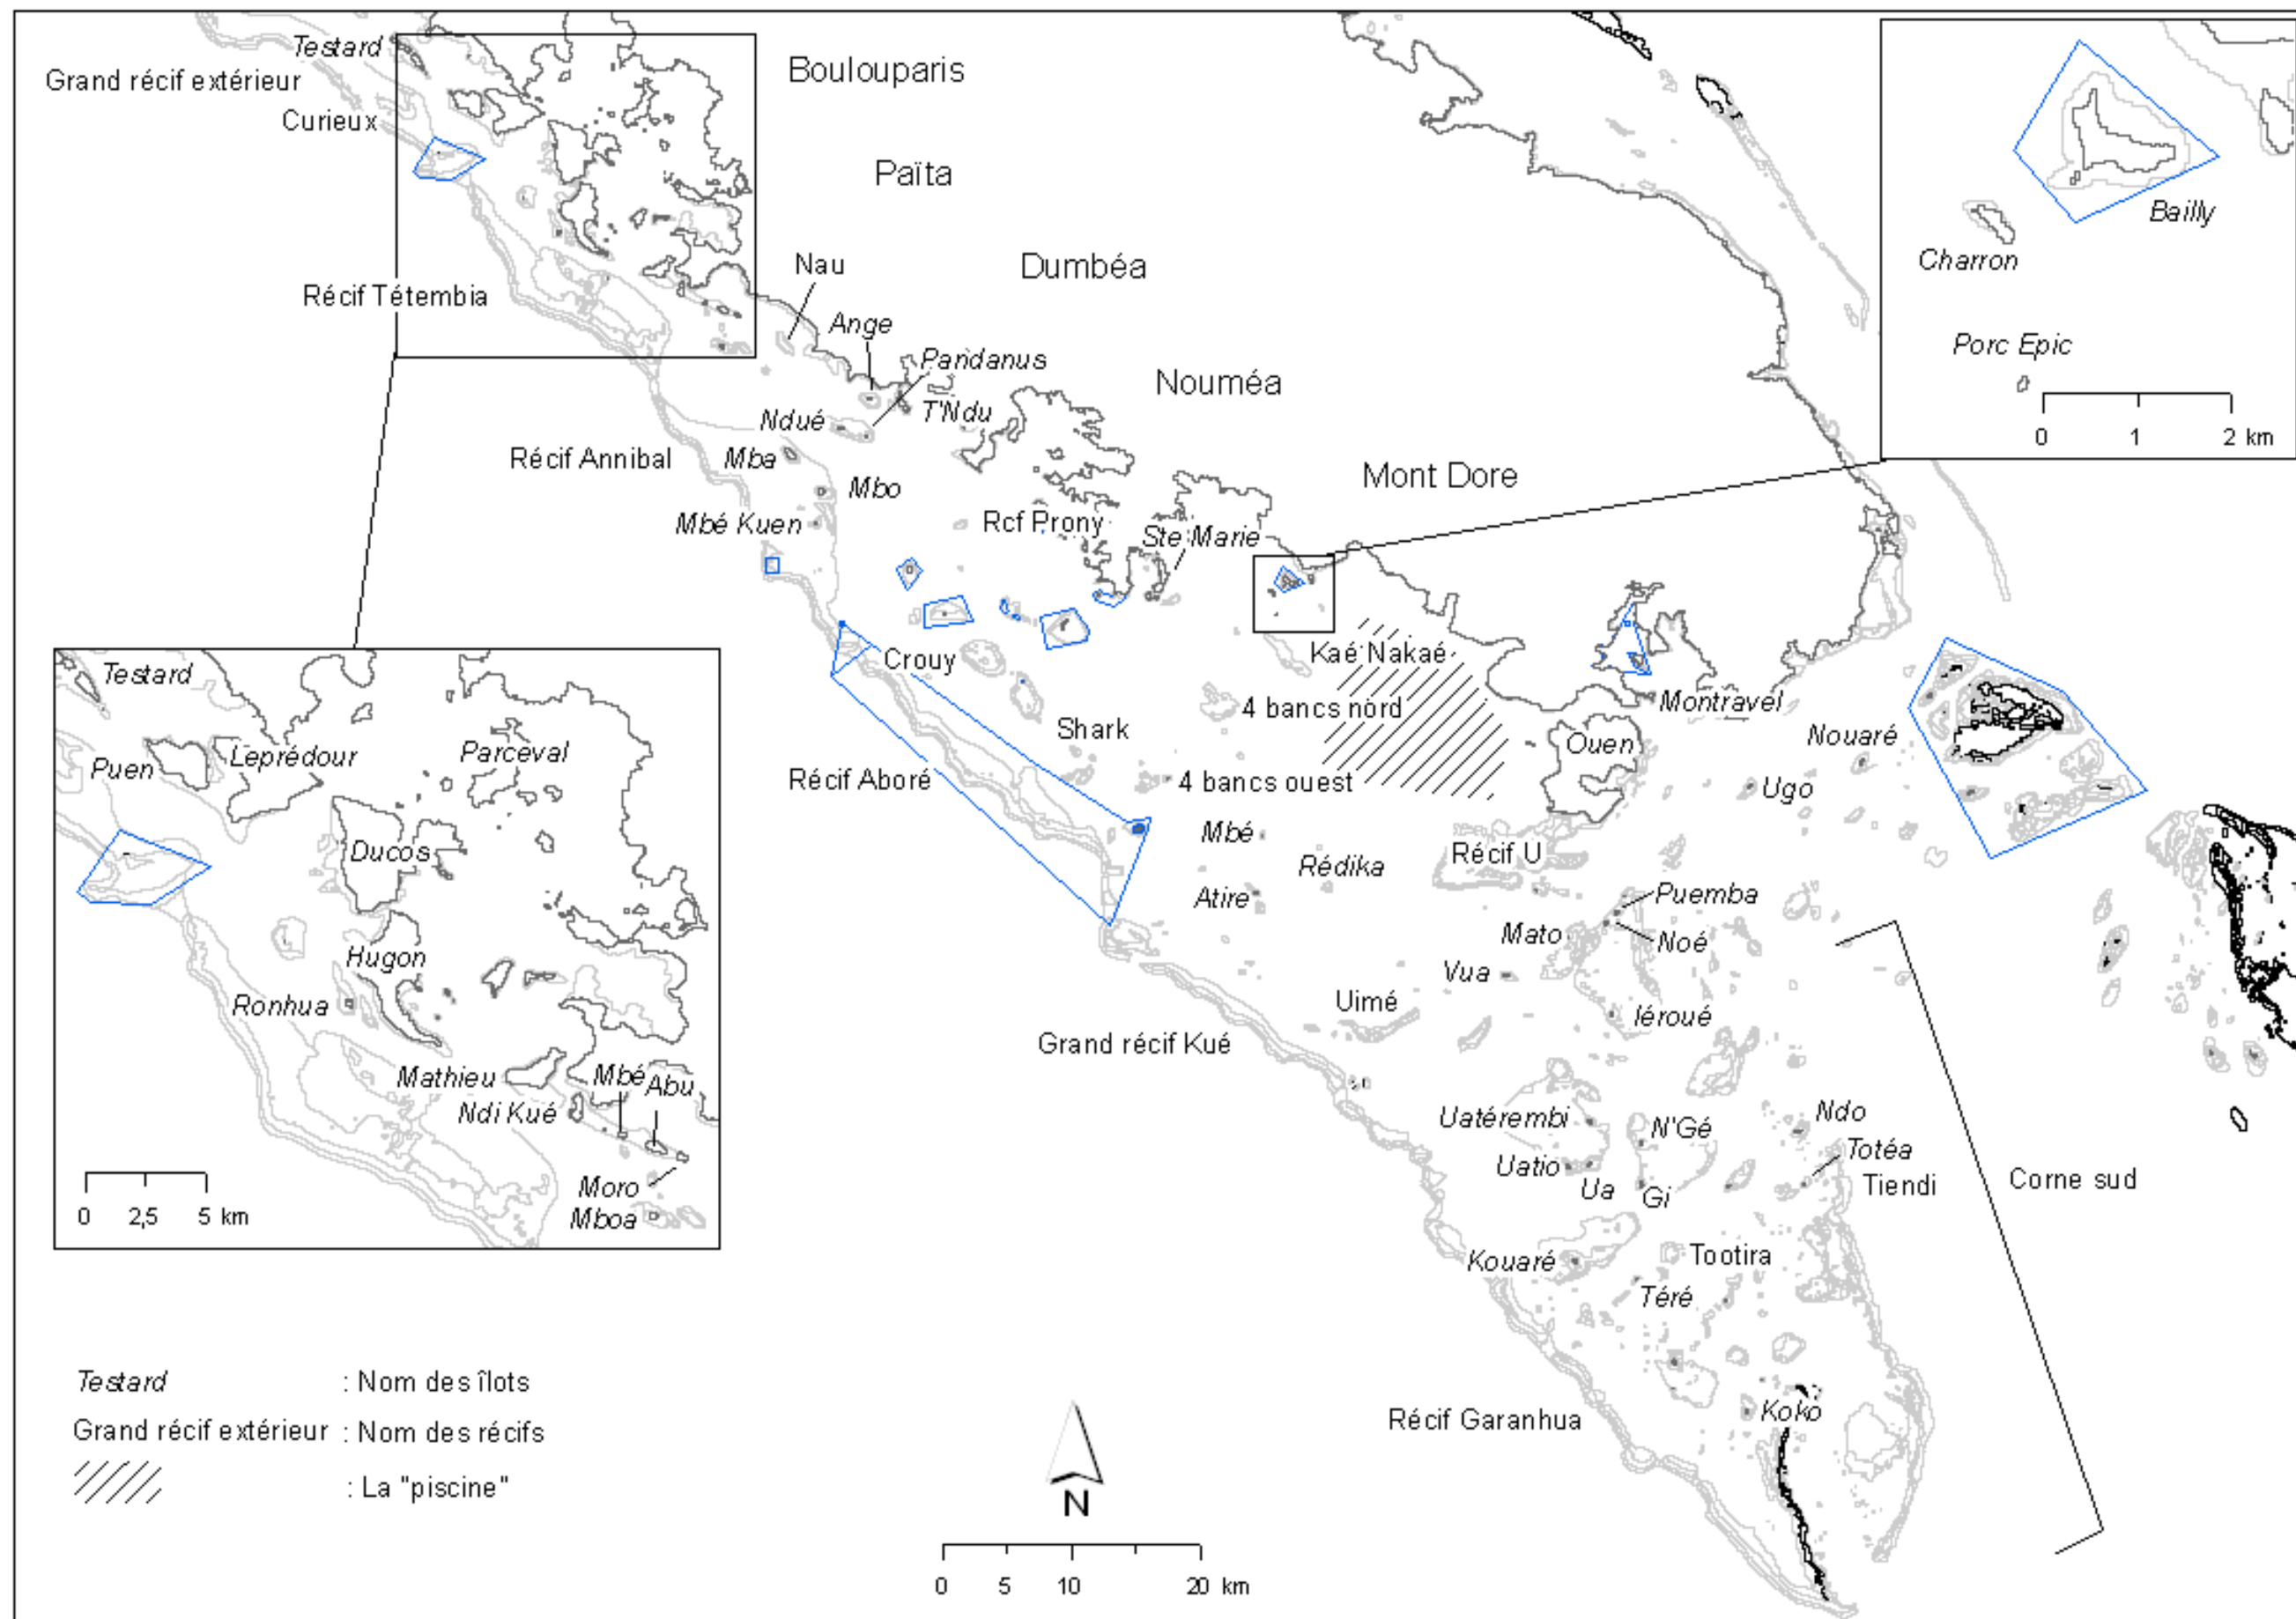 Testard
Grand récif extérieur
Curieux
Boulouparis
Païta
Dumbéa
Nouméa
Mont Dore
Récif Tétembia
Nau
Ange
Pandanus
T'Ndu
Ndué
Récif Annibal
Mba
Mbo
Mbé Kuen
Rcf Prony
Ste Marie
Bailly
Charron
Porc Epic
0 1 2 km
Kaé Nakaé
Crouy
4 bancs nord
Shark
Montravel
Ouen
Nouaré
Récif Aboré
4 bancs ouest
Ugo
Mbé
Rédika
Récif U
Atire
Puemba
Mato
Noé
Vua
Uimé
Iéroué
Grand récif Kué
Uatérembi
N'Gé
Ndo
Totéa
Uatio
Ua
Gi
Tiendi
Corne sud
Kouaré
Tootira
Téré
Récif Garanhua
Koko
Testard
Puen
Leprédour
Parceval
Ducos
Hugon
Ronhua
Mathieu
Mbé
Abu
Ndi Kué
Moro
Mboa
0 2,5 5 km
Testard : Nom des îlots
Grand récif extérieur : Nom des récifs
: La "piscine"
N
0 5 10 20 km